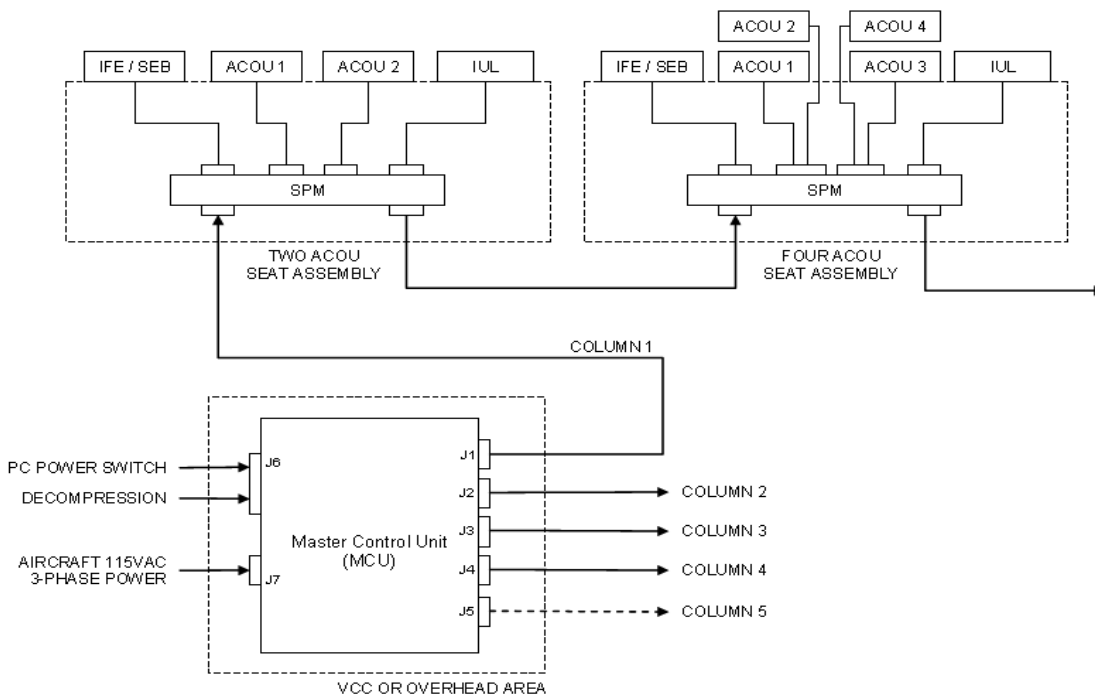 ACOU 2
ACOU 4
IFE / SEB
ACOU 1
ACOU 2
IUL
IFE / SEB
ACOU 1
ACOU 3
IUL
SPM
SPM
TWO ACOU
SEAT ASSEMBLY
FOUR ACOU
SEAT ASSEMBLY
COLUMN 1
PC POWER SWITCH
DECOMPRESSION
AIRCRAFT 115VAC
3-PHASE POWER
J6
J7
Master Control Unit
(MCU)
J1
J2
J3
J4
J5
COLUMN 2
COLUMN 3
COLUMN 4
COLUMN 5
VCC OR OVERHEAD AREA